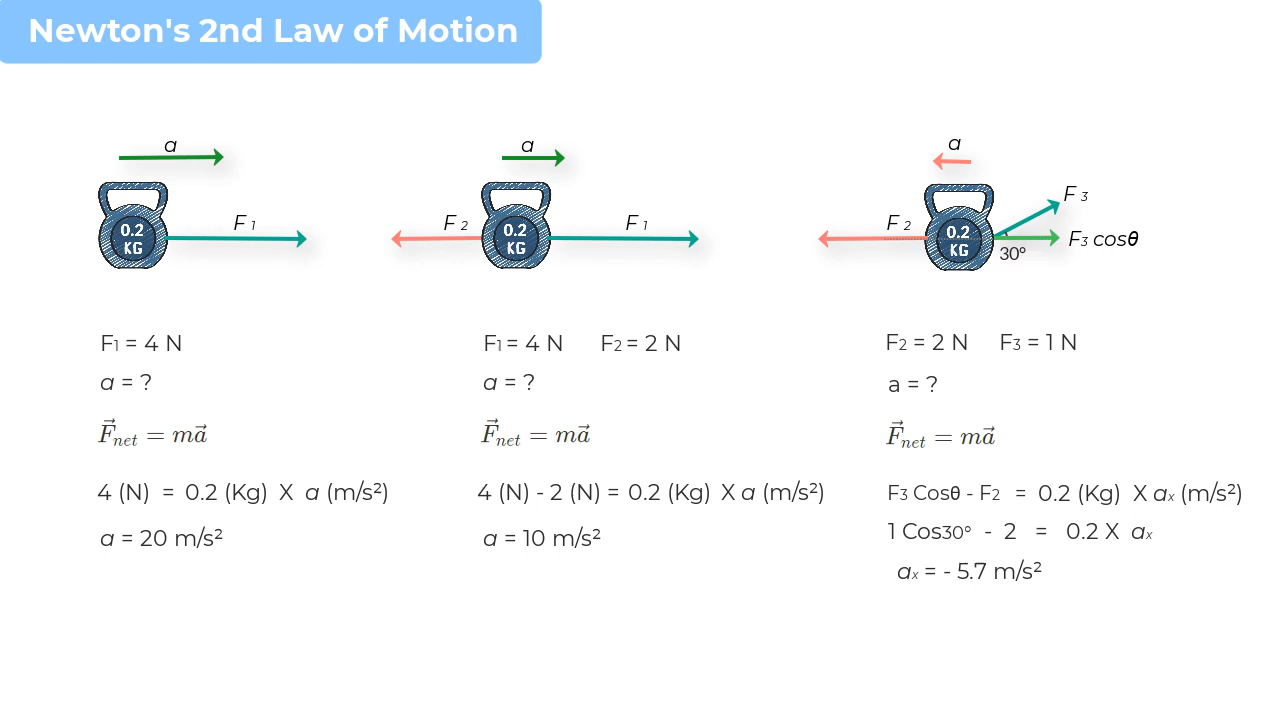 Newton's 2nd Law of Motion
a
0.2
KG
F 1
a
F 2
0.2
KG
F 1
a
F 2
0.2
KG
F 3
F3 cosθ
30°
F1 = 4 N
a = ?
F⃗net = ma⃗
4 (N) = 0.2 (Kg) X a (m/s²)
a = 20 m/s²
F1 = 4 N F2 = 2 N
a = ?
F⃗net = ma⃗
4 (N) - 2 (N) = 0.2 (Kg) X a (m/s²)
a = 10 m/s²
F2 = 2 N F3 = 1 N
a = ?
F⃗net = ma⃗
F3 Cosθ - F2 = 0.2 (Kg) X ax (m/s²)
1 Cos30° - 2 = 0.2 X ax
ax = - 5.7 m/s²